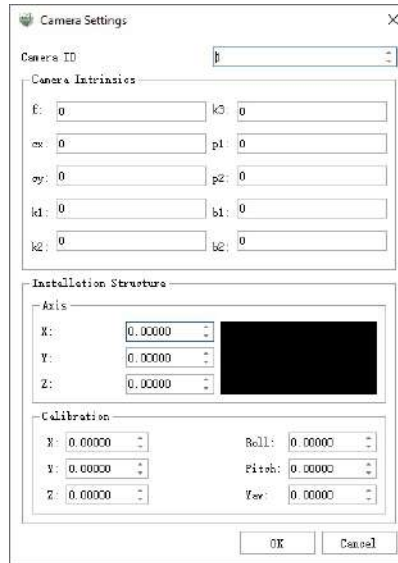 Camera Settings
Camera ID
Camera Intrinsics
f: 0 k3: 0
cx: 0 p1: 0
cy: 0 p2: 0
k1: 0 b1: 0
k2: 0 b2: 0
Installation Structure
Axis
X: 0.00000
Y: 0.00000
Z: 0.00000
Calibration
X: 0.00000 Roll: 0.00000
Y: 0.00000 Pitch: 0.00000
Z: 0.00000 Yaw: 0.00000
OK Cancel